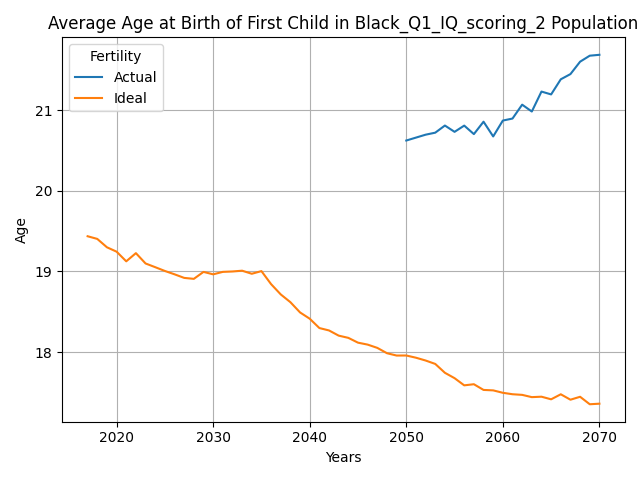 Average Age at Birth of First Child in Black_Q1_IQ_scoring_2 Population
Fertility
Actual
Ideal
21
20
19
18
Age
2020
2030
2040
2050
2060
2070
Years